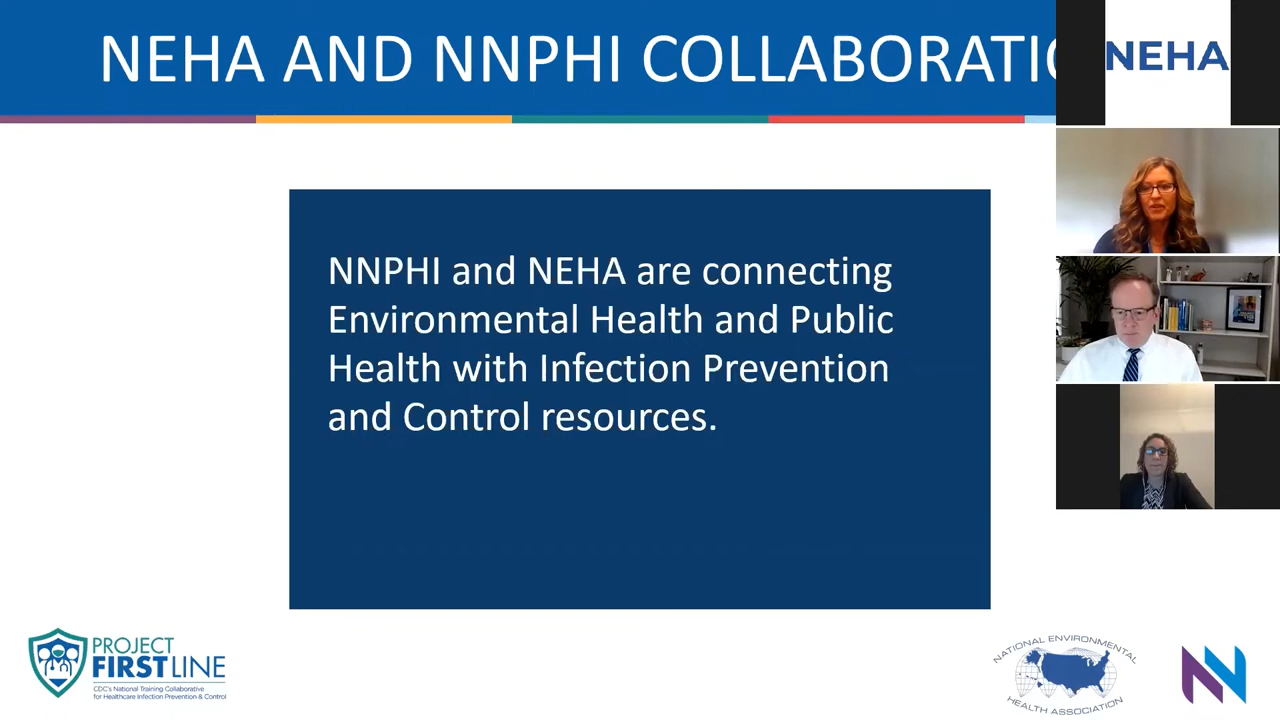 NEHA AND NNPHI COLLABORATIO
NEHA
NNPHI and NEHA are connecting
Environmental Health and Public
Health with Infection Prevention
and Control resources.
PROJECT
FIRSTLINE
CDC's National Training Collaborative
for Healthcare Infection Prevention & Control
NATIONAL ENVIRONMENTAL
HEALTH ASSOCIATION